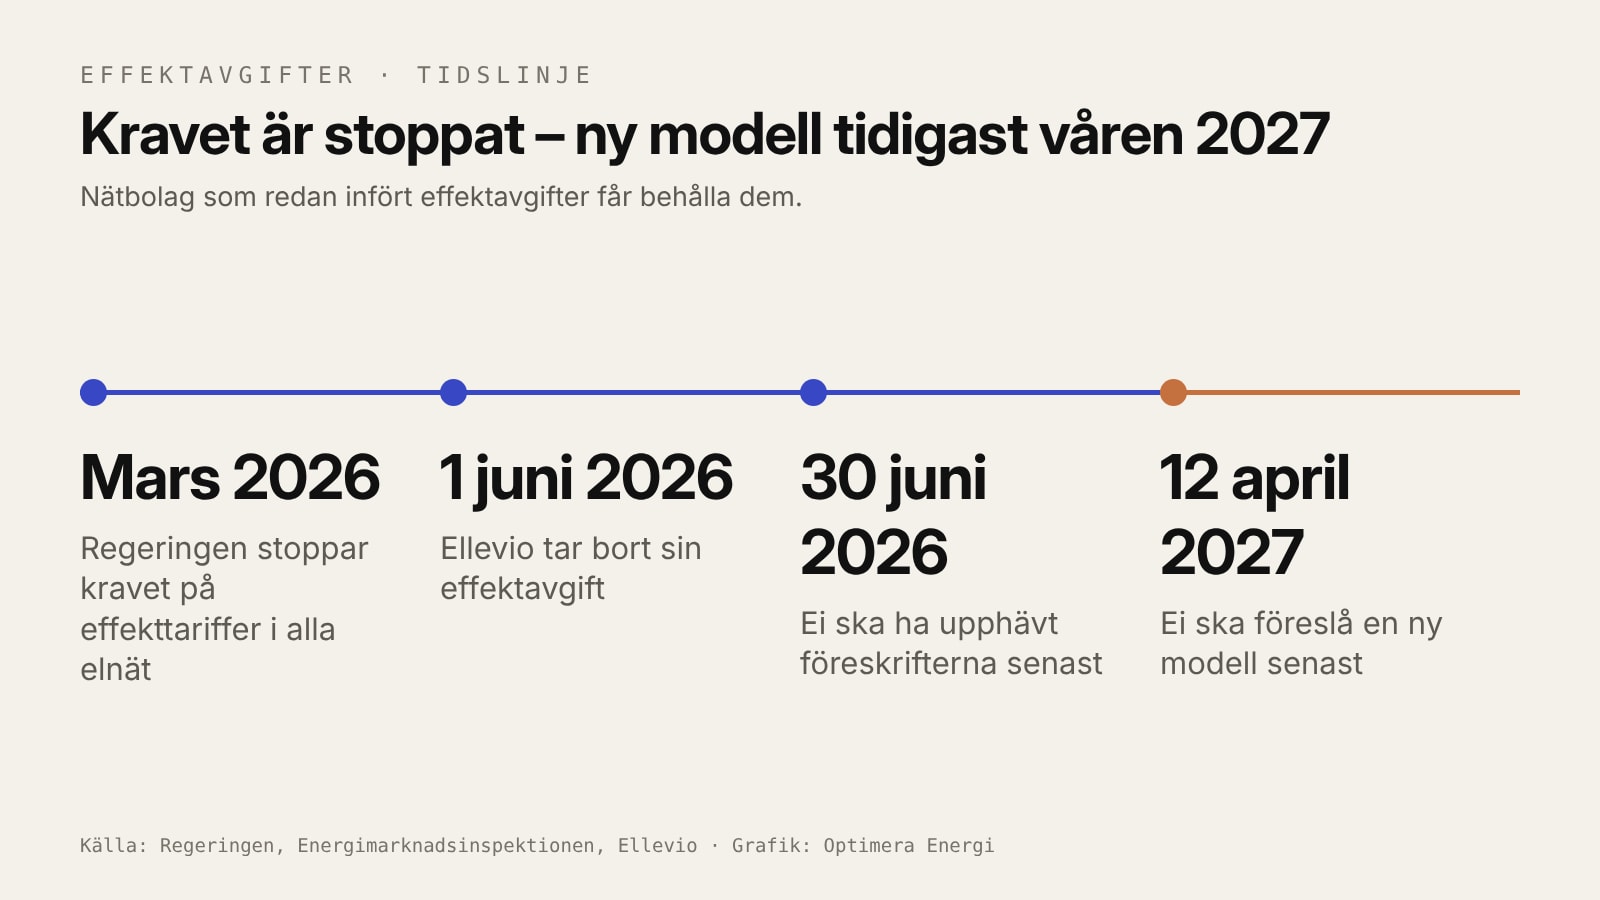 EFFEKTAVGIFTER · TIDSLINJE
Kravet är stoppat – ny modell tidigast våren 2027
Nätbolag som redan infört effektavgifter får behålla dem.
Mars 2026
Regeringen stoppar
kravet på
effekttariffer i alla
elnät
1 juni 2026
Ellevio tar bort sin
effektavgift
30 juni
2026
Ei ska ha upphävt
föreskrifterna senast
12 april
2027
Ei ska föreslå en ny
modell senast
Källa: Regeringen, Energimarknadsinspektionen, Ellevio · Grafik: Optimera Energi